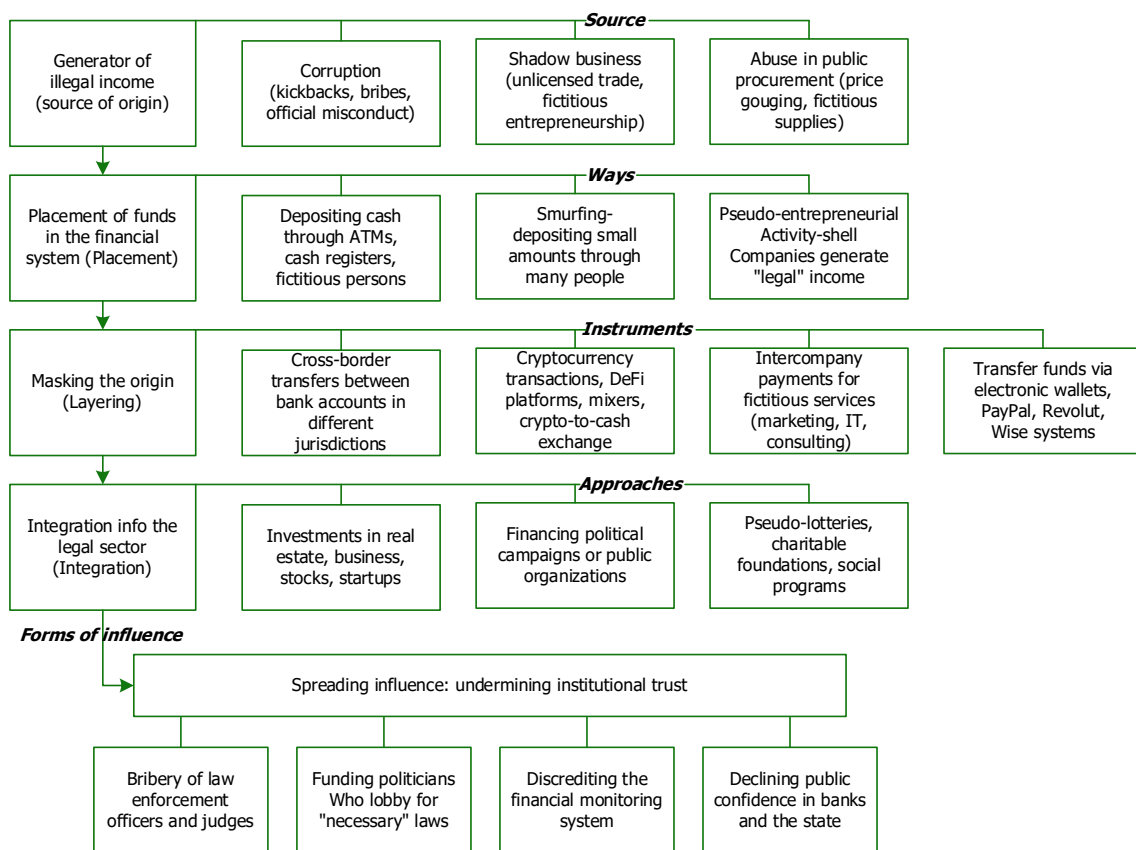 Source
Generator of
illegal income
(source of origin)
Corruption
(kickbacks, bribes,
official misconduct)
Shadow business
(unlicensed trade,
fictitious
entrepreneurship)
Abuse in public
procurement (price
gouging, fictitious
supplies)
Ways
Placement of funds
in the financial
system (Placement)
Depositing cash
through ATMs,
cash registers,
fictitious persons
Smurfing-
depositing small
amounts through
many people
Pseudo-entrepreneurial
Activity-shell
Companies generate
"legal" income
Instruments
Masking the origin
(Layering)
Cross-border
transfers between
bank accounts in
different
jurisdictions
Cryptocurrency
transactions, DeFi
platforms, mixers,
crypto-to-cash
exchange
Intercompany
payments for
fictitious services
(marketing, IT,
consulting)
Transfer funds via
electronic wallets,
PayPal, Revolut,
Wise systems
Approaches
Integration info the
legal sector
(Integration)
Investments in real
estate, business,
stocks, startups
Financing political
campaigns or public
organizations
Pseudo-lotteries,
charitable
foundations, social
programs
Forms of influence
Spreading influence: undermining institutional trust
Bribery of law
enforcement
officers and judges
Funding politicians
Who lobby for
"necessary" laws
Discrediting the
financial monitoring
system
Declining public
confidence in banks
and the state